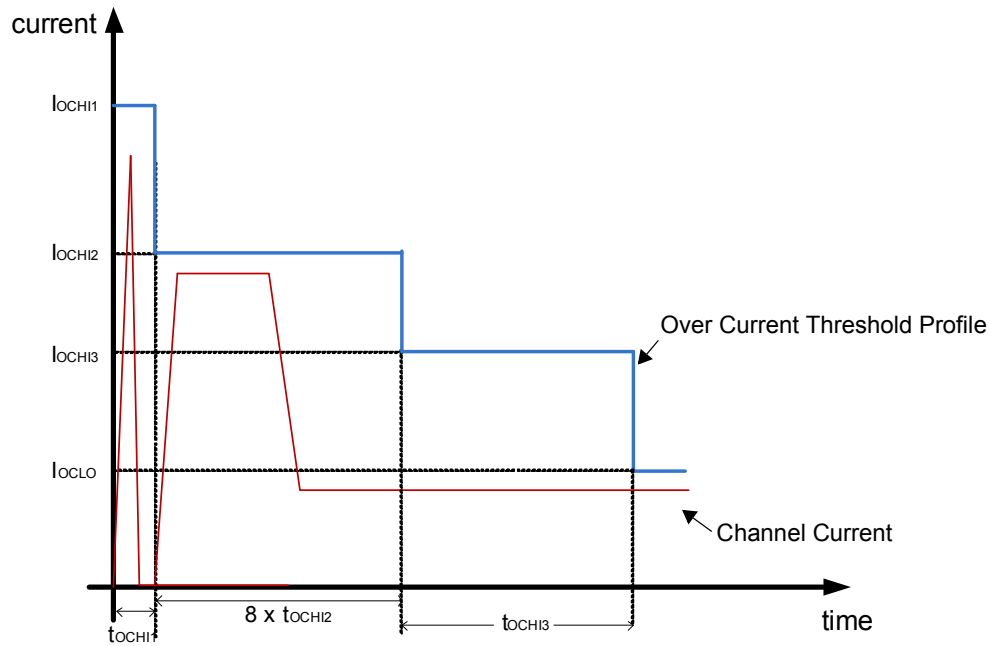 current
IOCHI1
IOCHI2
IOCHI3
IOCLO
Over Current Threshold Profile
Channel Current
time
tOCHI1
8 x tOCHI2
tOCHI3